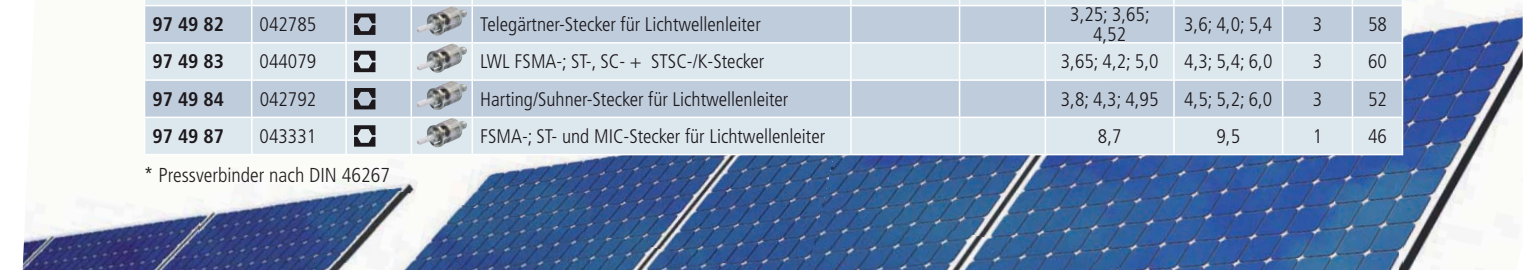 97 49 82 042785 Telegärtner-Stecker für Lichtwellenleiter 3,25; 3,65; 4,52 3,6; 4,0; 5,4 3 58
97 49 83 044079 LWL FSMA-; ST-, SC- + STSC-/K-Stecker 3,65; 4,2; 5,0 4,3; 5,4; 6,0 3 60
97 49 84 042792 Harting/Suhner-Stecker für Lichtwellenleiter 3,8; 4,3; 4,95 4,5; 5,2; 6,0 3 52
97 49 87 043331 FSMA-; ST- und MIC-Stecker für Lichtwellenleiter 8,7 9,5 1 46
* Pressverbinder nach DIN 46267